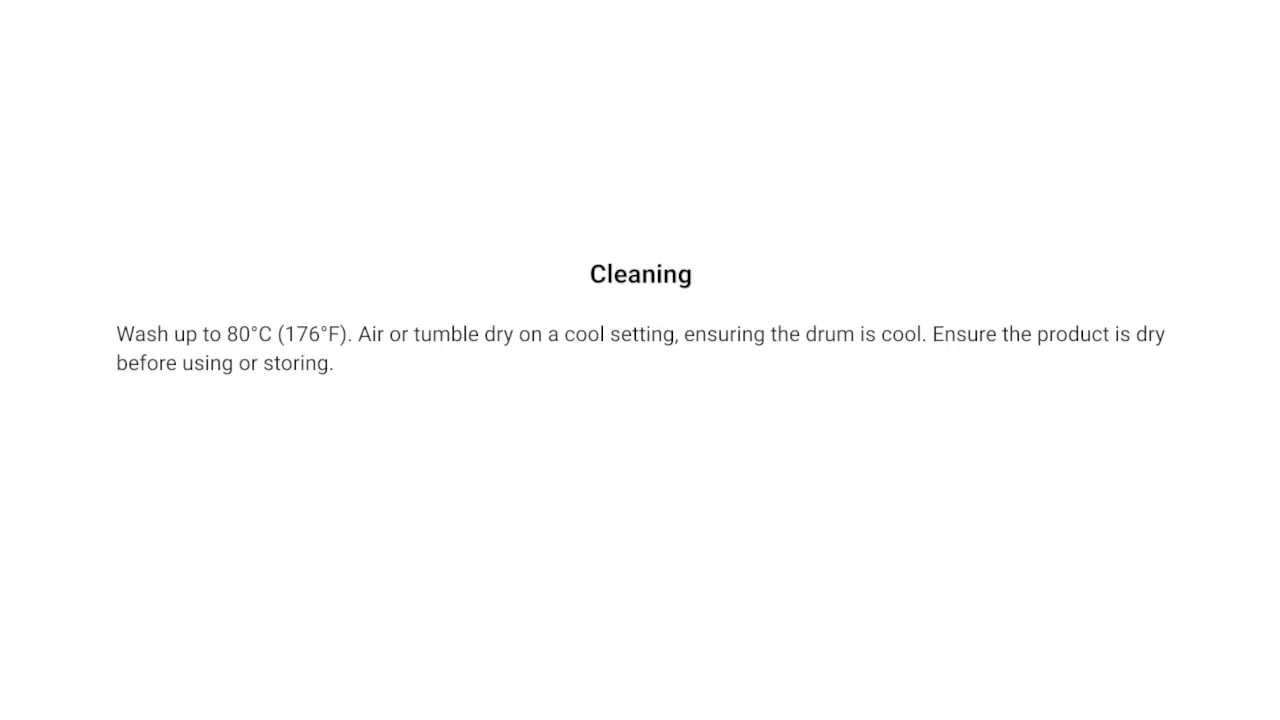 Cleaning
Wash up to 80°C (176°F). Air or tumble dry on a cool setting, ensuring the drum is cool. Ensure the product is dry
before using or storing.